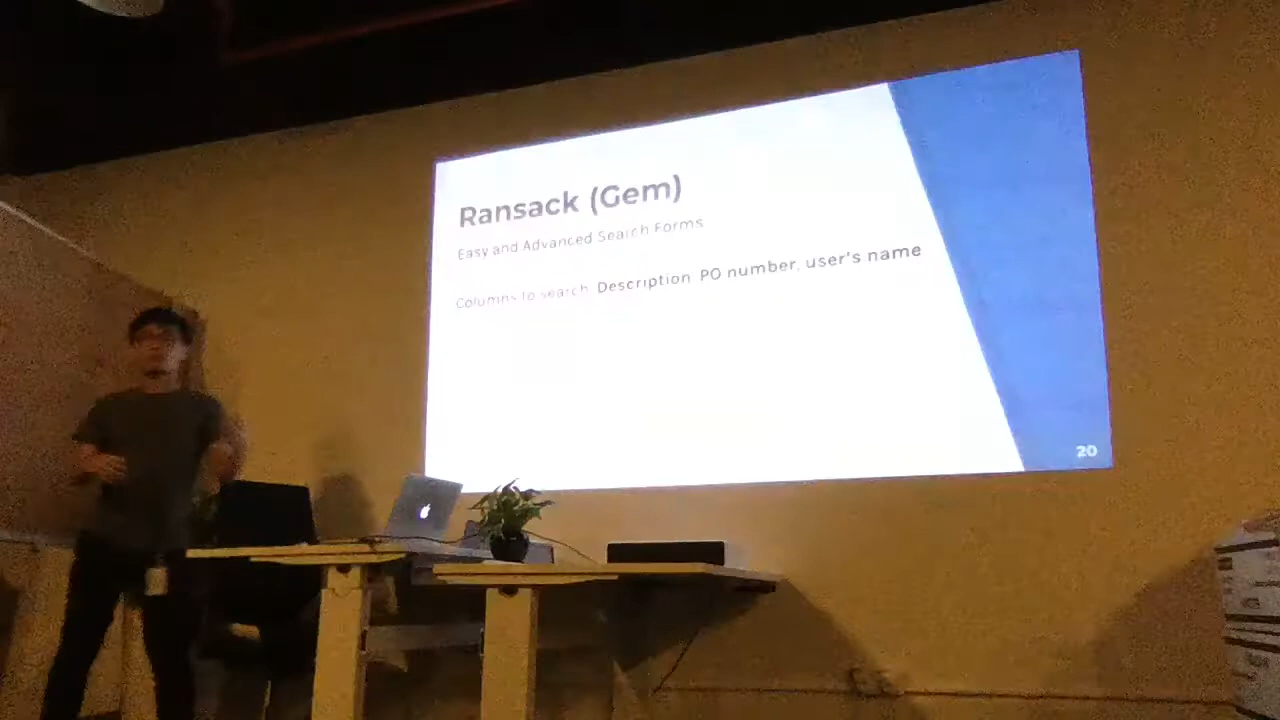 Ransack (Gem)
Easy and Advanced Search Forms
Columns to search: Description, PO number, user's name
20